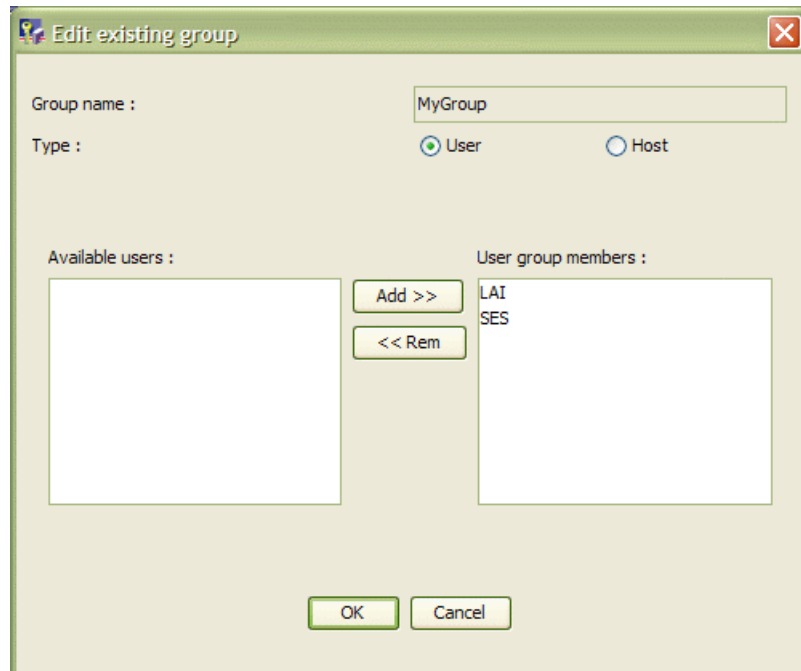 Edit existing group
Group name : MyGroup
Type : User Host
Available users : User group members :
Add >> LAI
SES
<< Rem
OK Cancel